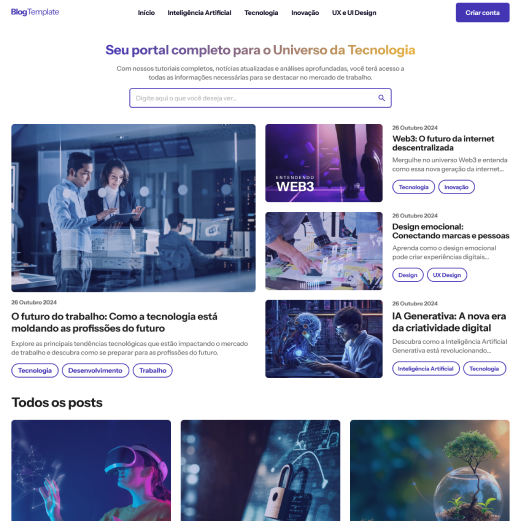 BlogTemplate
Início Inteligência Artificial Tecnologia Inovação UX e UI Design
Criar conta
Seu portal completo para o Universo da Tecnologia
Com nossos tutoriais completos, notícias atualizadas e análises aprofundadas, você terá acesso a
todas as informações necessárias para se destacar no mercado de trabalho.
Digite aqui o que você deseja ver...
26 Outubro 2024
O futuro do trabalho: Como a tecnologia está
moldando as profissões do futuro
Explore as principais tendências tecnológicas que estão impactando o mercado
de trabalho e descubra como se preparar para as profissões do futuro.
Tecnologia Desenvolvimento Trabalho
ENTENDENDO
WEB3
26 Outubro 2024
Web3: O futuro da internet
descentralizada
Mergulhe no universo Web3 e entenda
como essa nova geração da internet...
Tecnologia Inovação
26 Outubro 2024
Design emocional:
Conectando marcas e pessoas
Aprenda como o design emocional
pode criar experiências digitais...
Design UX Design
26 Outubro 2024
IA Generativa: A nova era
da criatividade digital
Descubra como a Inteligência Artificial
Generativa está revolucionando...
Inteligência Artificial Tecnologia
Todos os posts